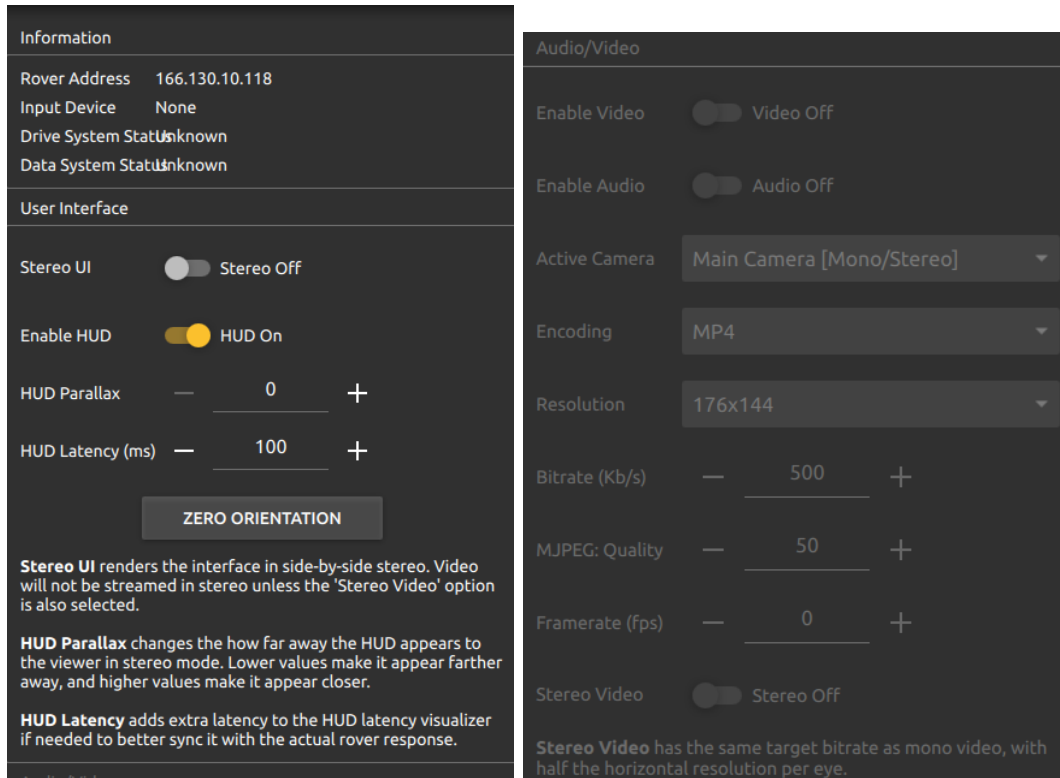 Information
Rover Address 166.130.10.118
Input Device None
Drive System Status Unknown
Data System Status Unknown
User Interface
Stereo UI Stereo Off
Enable HUD HUD On
HUD Parallax — 0 +
HUD Latency (ms) — 100 +
ZERO ORIENTATION
Stereo UI renders the interface in side-by-side stereo. Video
will not be streamed in stereo unless the 'Stereo Video' option
is also selected.
HUD Parallax changes the how far away the HUD appears to
the viewer in stereo mode. Lower values make it appear farther
away, and higher values make it appear closer.
HUD Latency adds extra latency to the HUD latency visualizer
if needed to better sync it with the actual rover response.
Audio/Video
Enable Video Video Off
Enable Audio Audio Off
Active Camera Main Camera [Mono/Stereo]
Encoding MP4
Resolution 176x144
Bitrate (Kb/s) — 500 +
MJPEG: Quality — 50 +
Framerate (fps) — 0 +
Stereo Video Stereo Off
Stereo Video has the same target bitrate as mono video, with
half the horizontal resolution per eye.